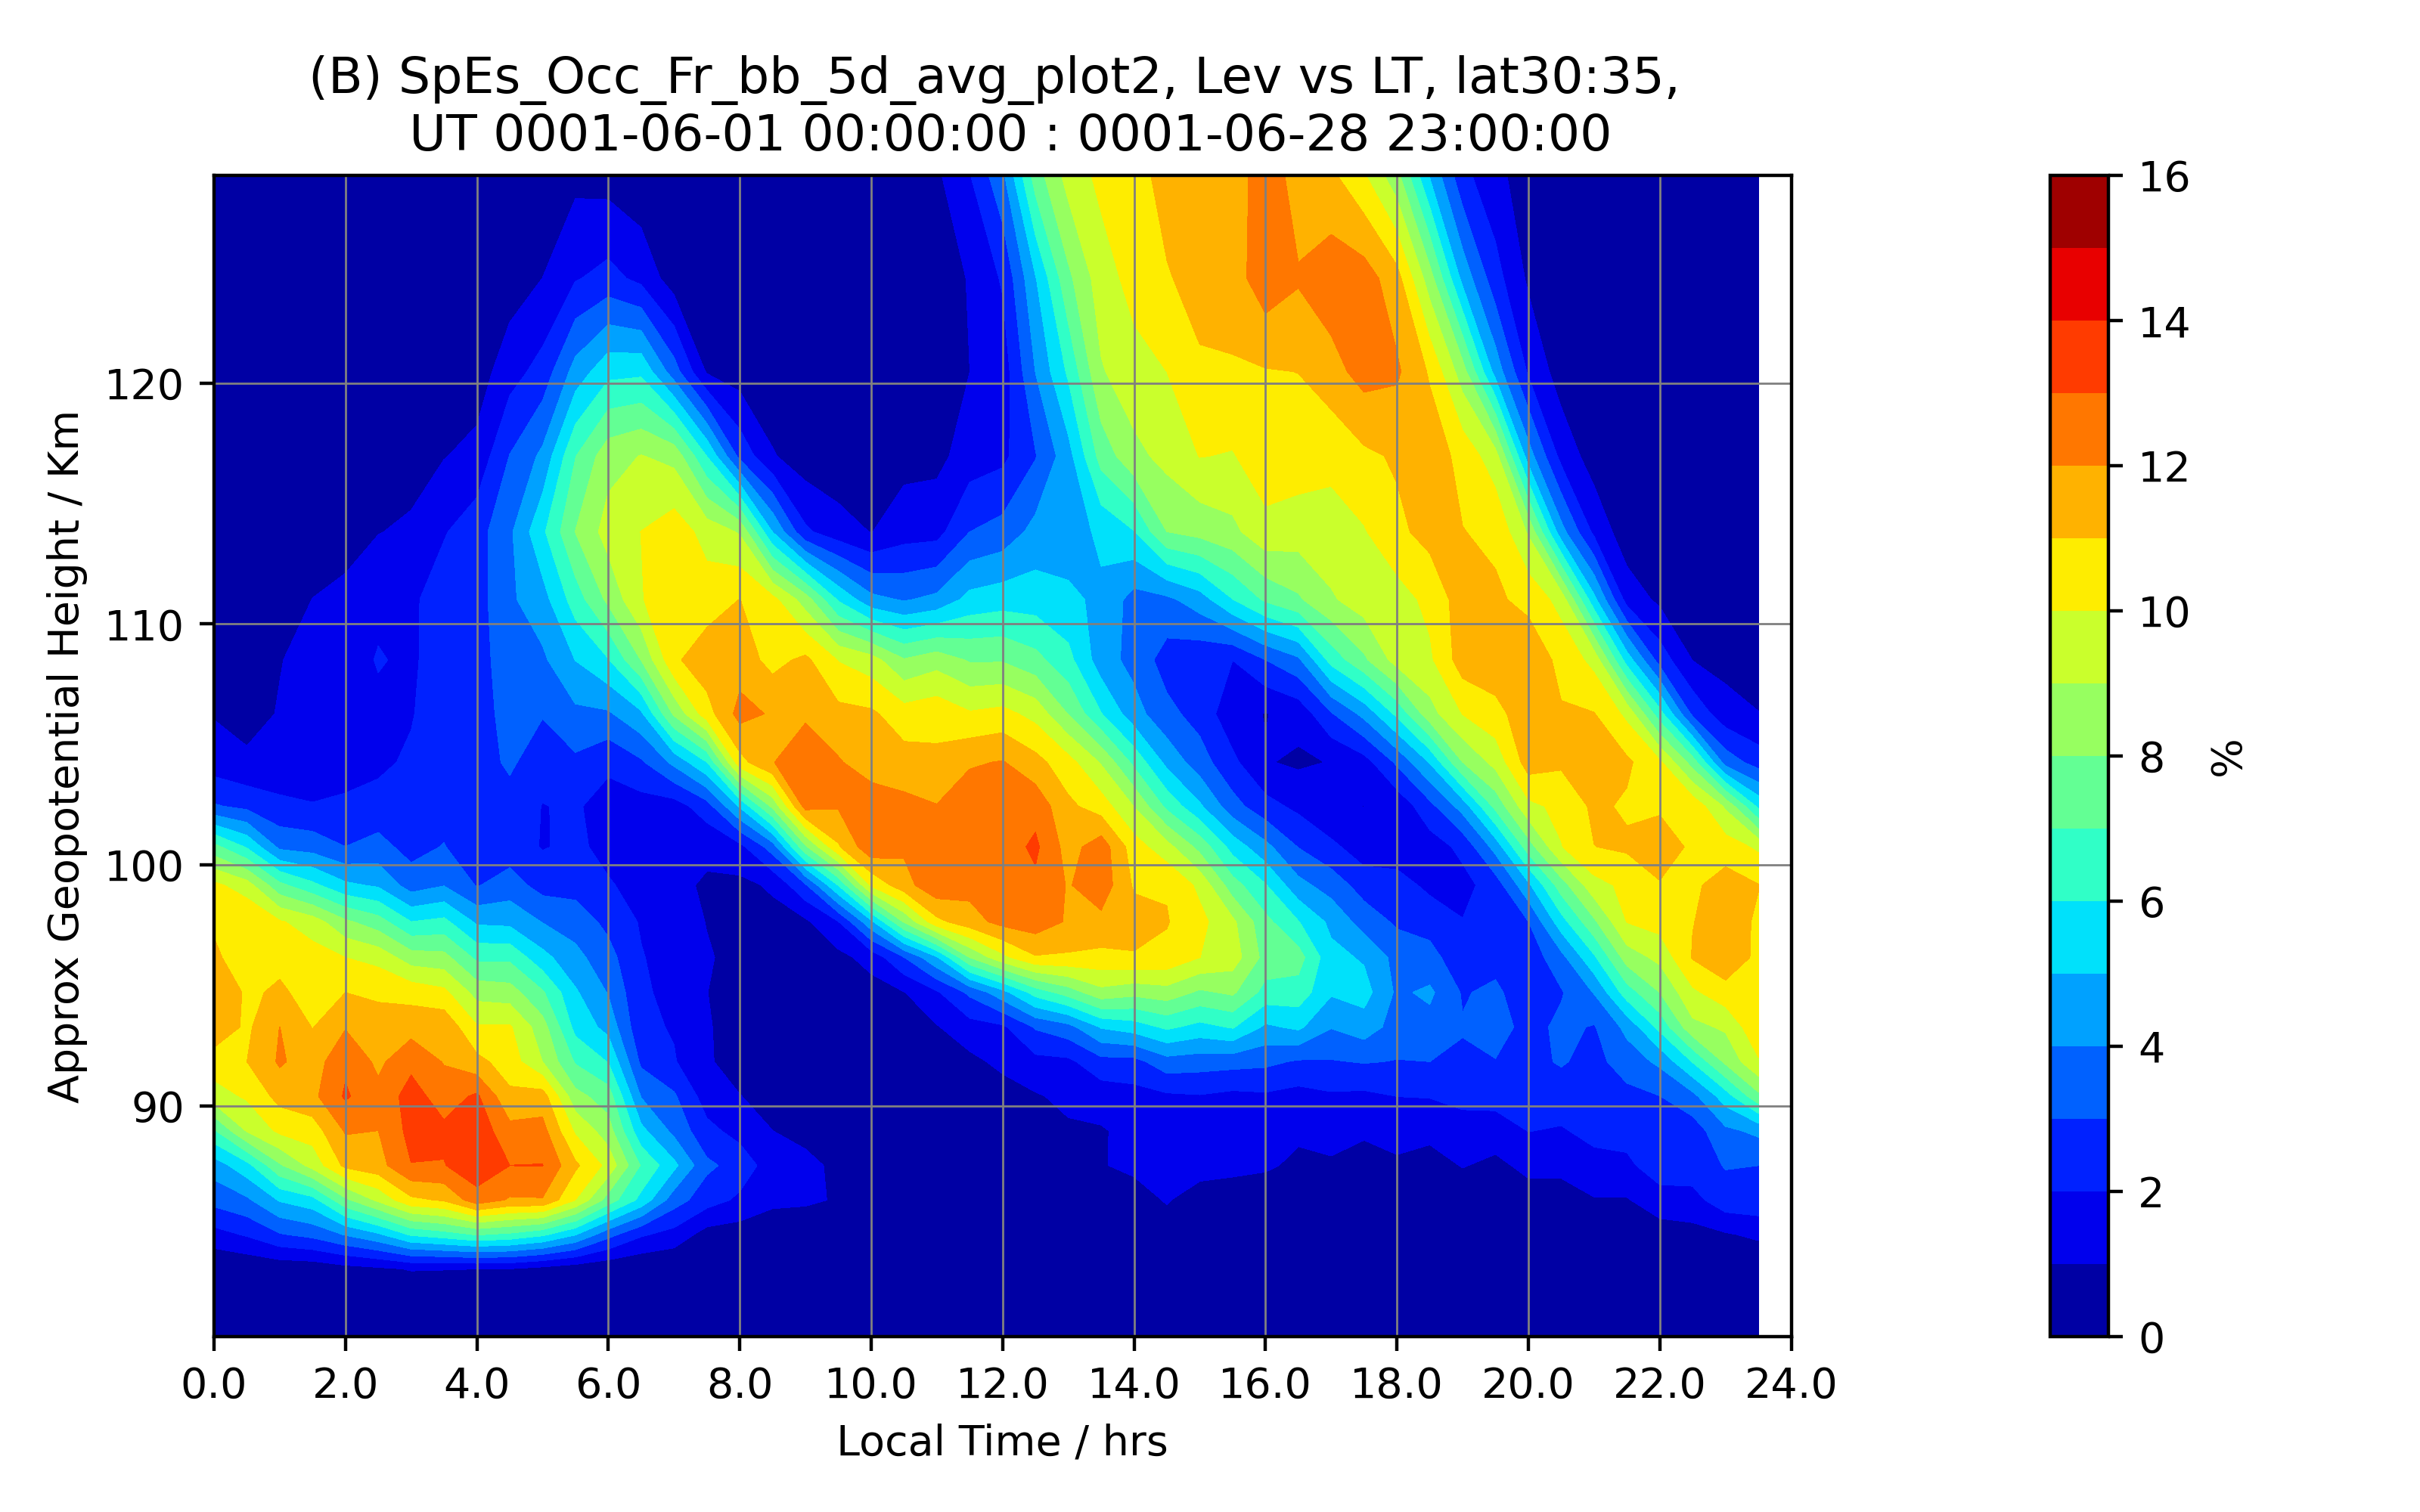 (B) SpEs_Occ_Fr_bb_5d_avg_plot2, Lev vs LT, lat30:35,
UT 0001-06-01 00:00:00 : 0001-06-28 23:00:00
Approx Geopotential Height / Km
120
110
100
90
0.0 2.0 4.0 6.0 8.0 10.0 12.0 14.0 16.0 18.0 20.0 22.0 24.0
Local Time / hrs
16
14
12
10
8
6
4
2
0
%